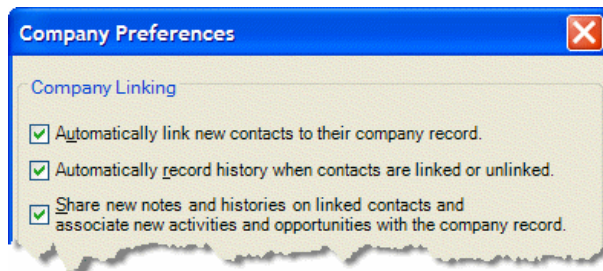 Company Preferences
Company Linking
Automatically link new contacts to their company record.
Automatically record history when contacts are linked or unlinked.
Share new notes and histories on linked contacts and
associate new activities and opportunities with the company record.